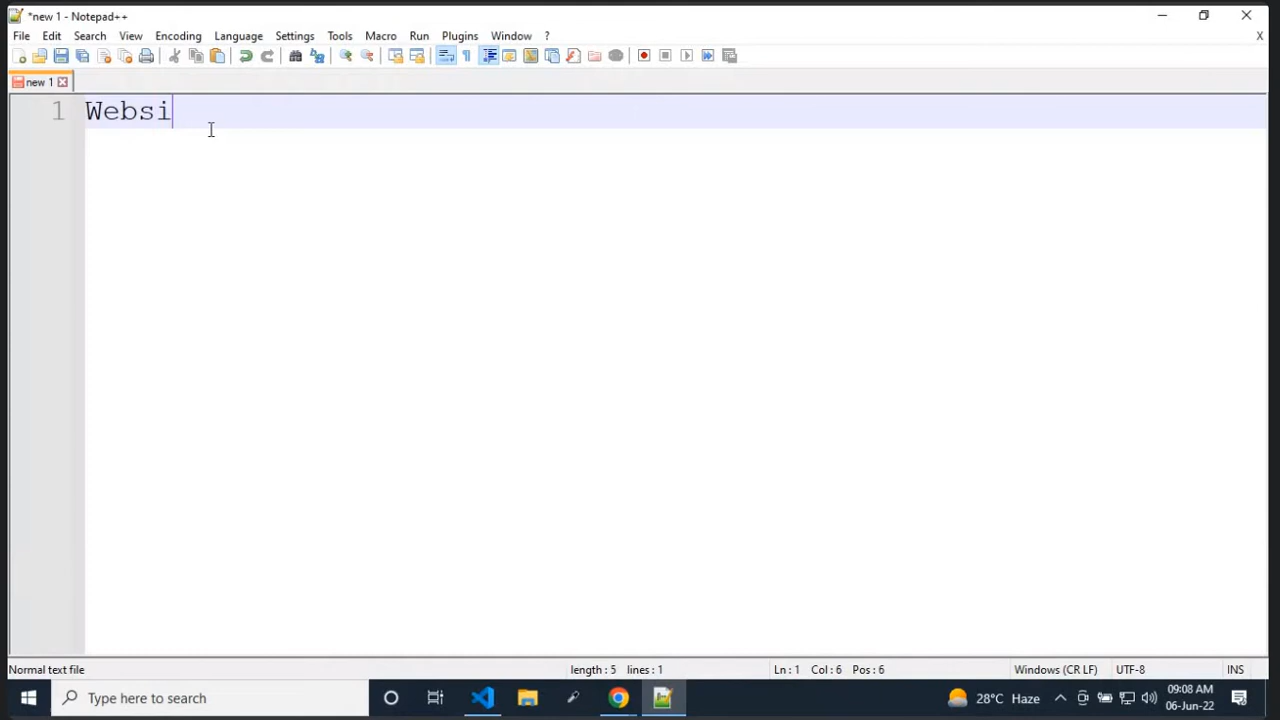 *new 1 - Notepad++
File Edit Search View Encoding Language Settings Tools Macro Run Plugins Window ? X
new 1
1 Websi
Normal text file length : 5 lines : 1 Ln : 1 Col : 6 Pos : 6 Windows (CR LF) UTF-8 INS
Type here to search 28°C Haze 09:08 AM
06-Jun-22